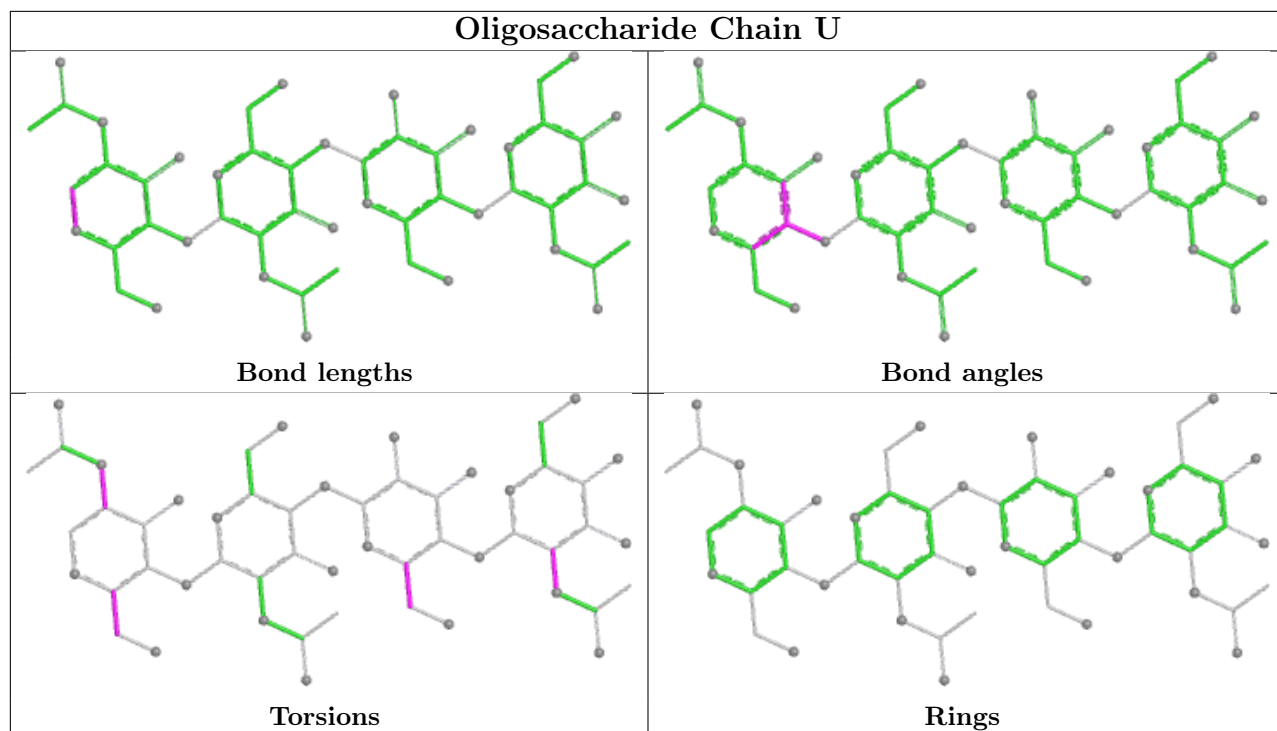 Oligosaccharide Chain U
Bond lengths
Bond angles
Torsions
Rings